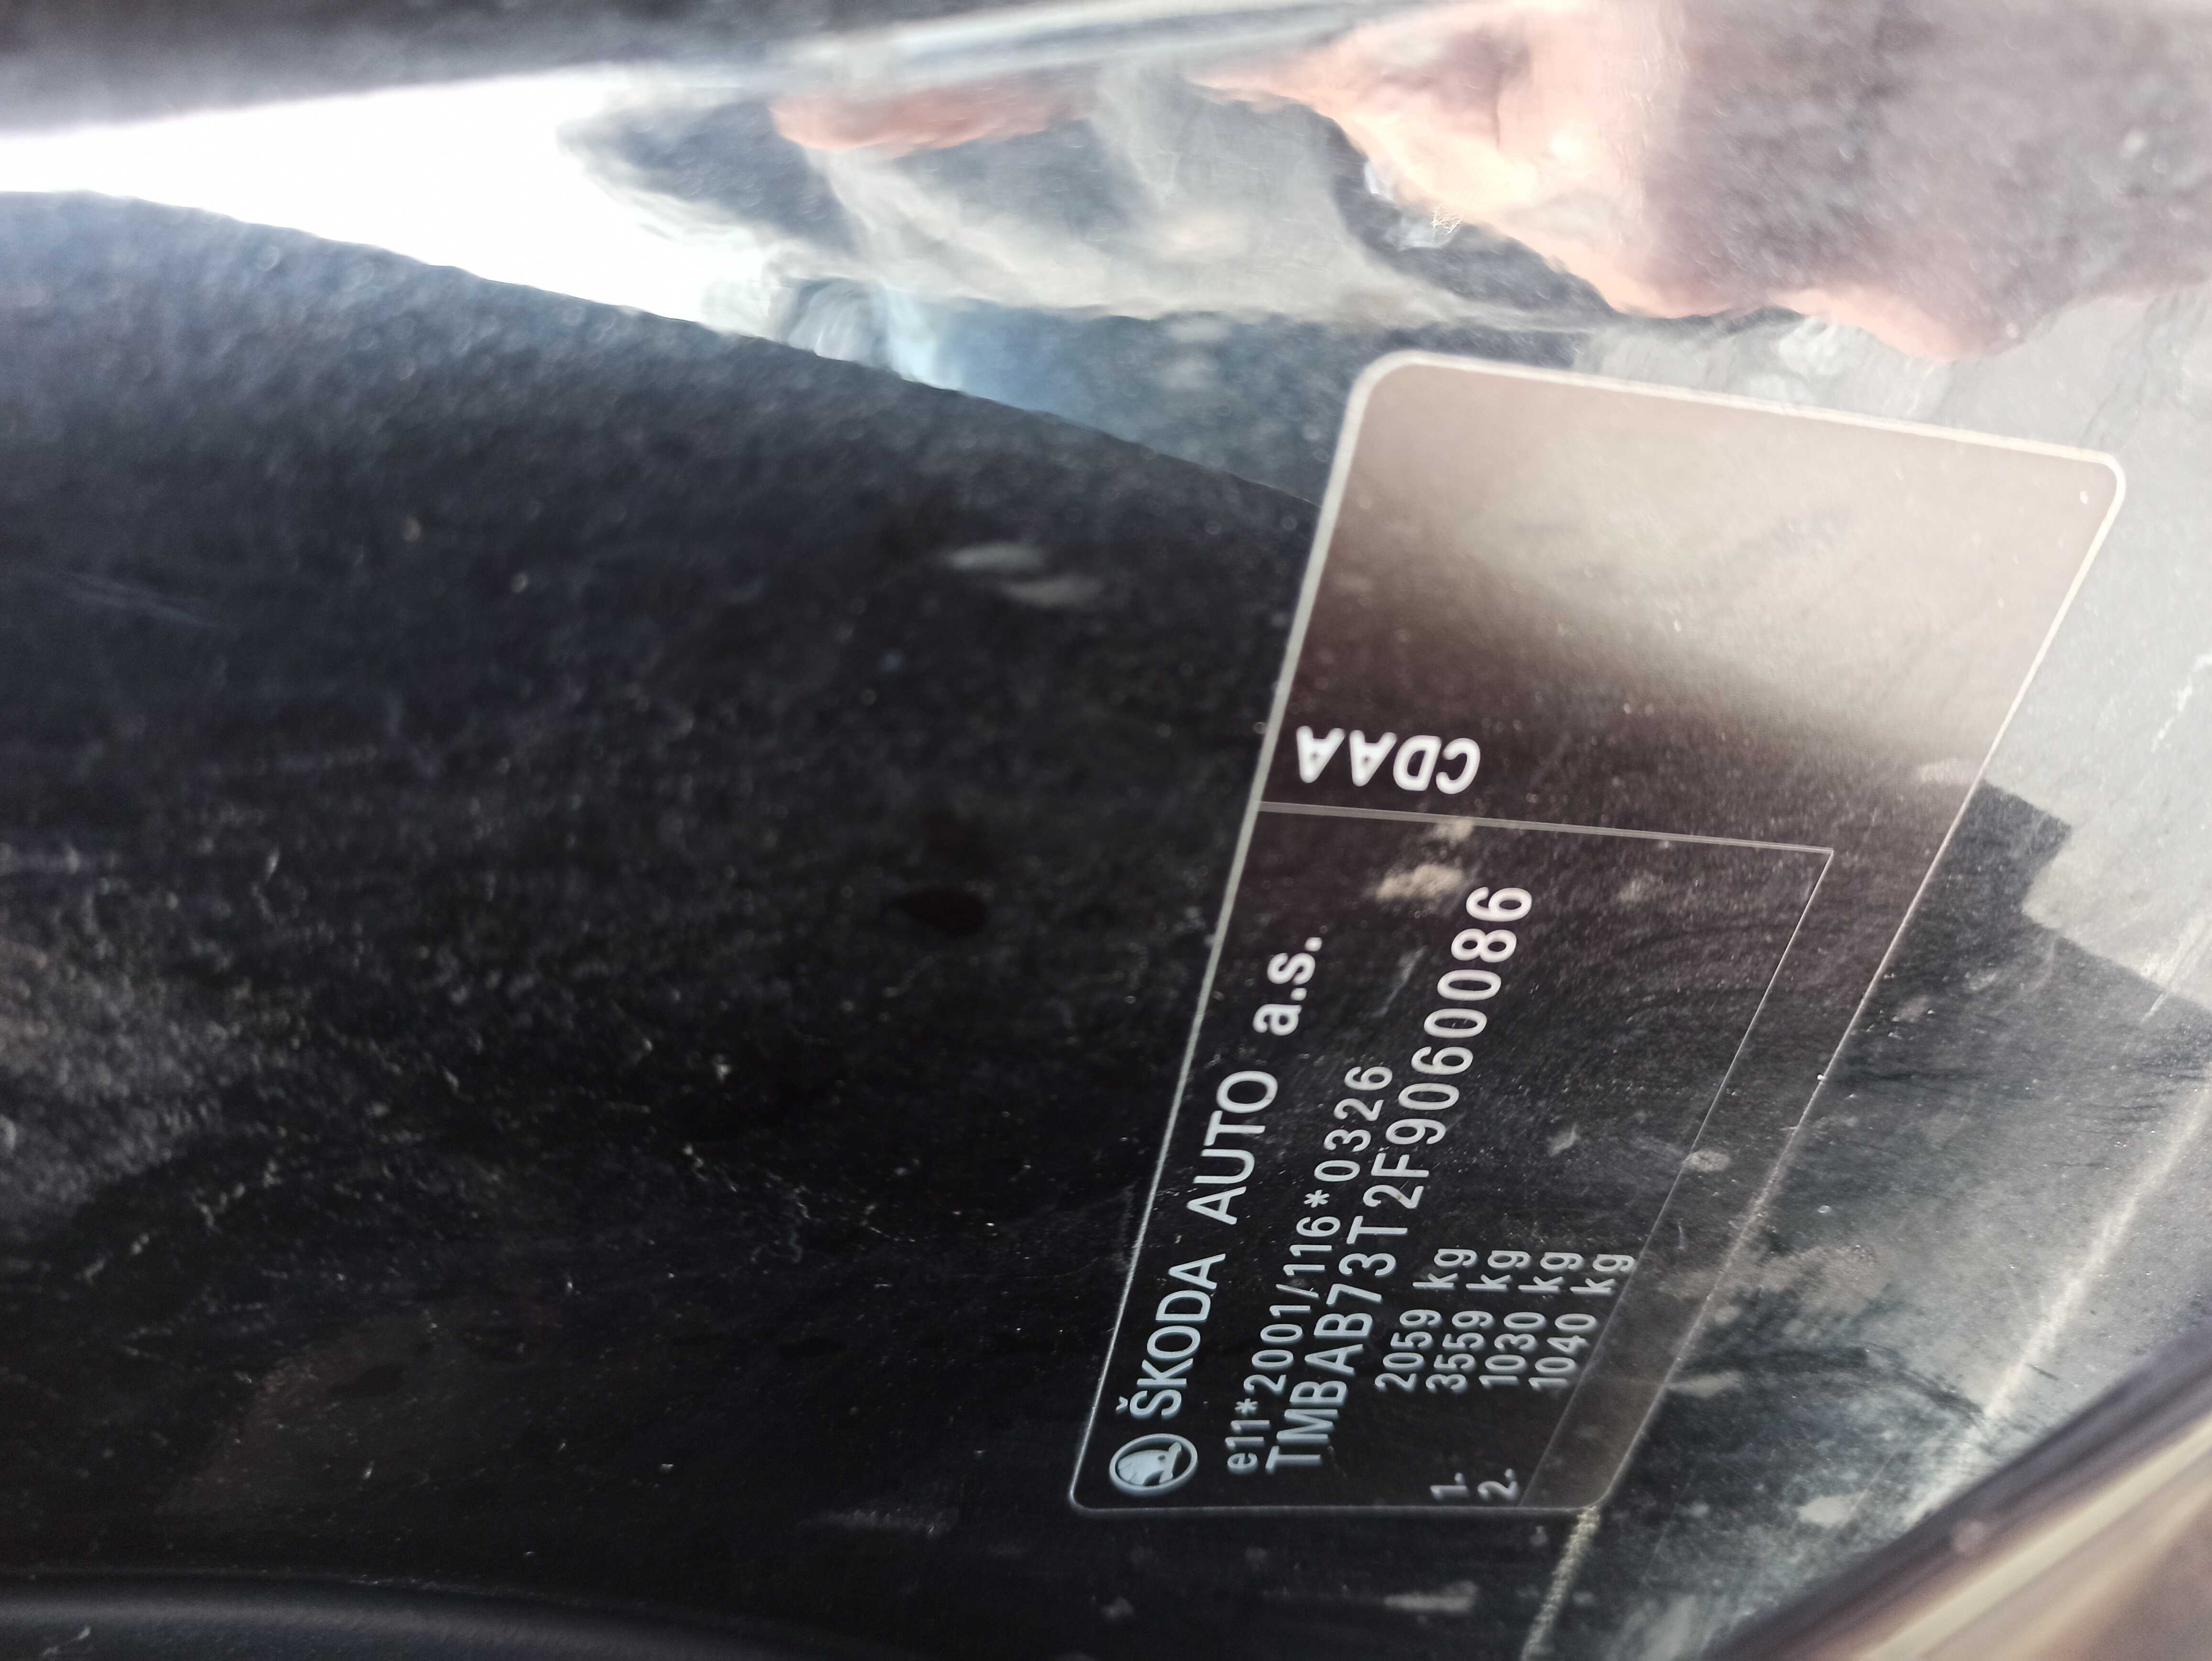 ŠKODA AUTO a.s.
e11*2001/116*0326
TMBAB73T2F9060086
2059 kg
3559 kg
1- 1030 kg
2- 1040 kg
CDAA